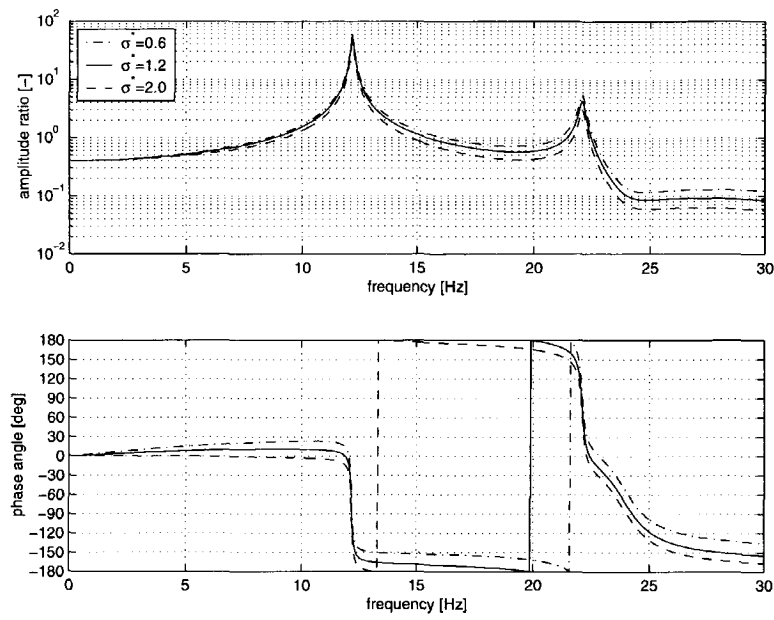 10²
σ*=0.6
σ*=1.2
σ*=2.0
10¹
10⁰
10⁻¹
10⁻²
amplitude ratio [-]
0 5 10 15 20 25 30
frequency [Hz]
180
150
120
90
60
30
0
-30
-60
-90
-120
-150
-180
phase angle [deg]
0 5 10 15 20 25 30
frequency [Hz]